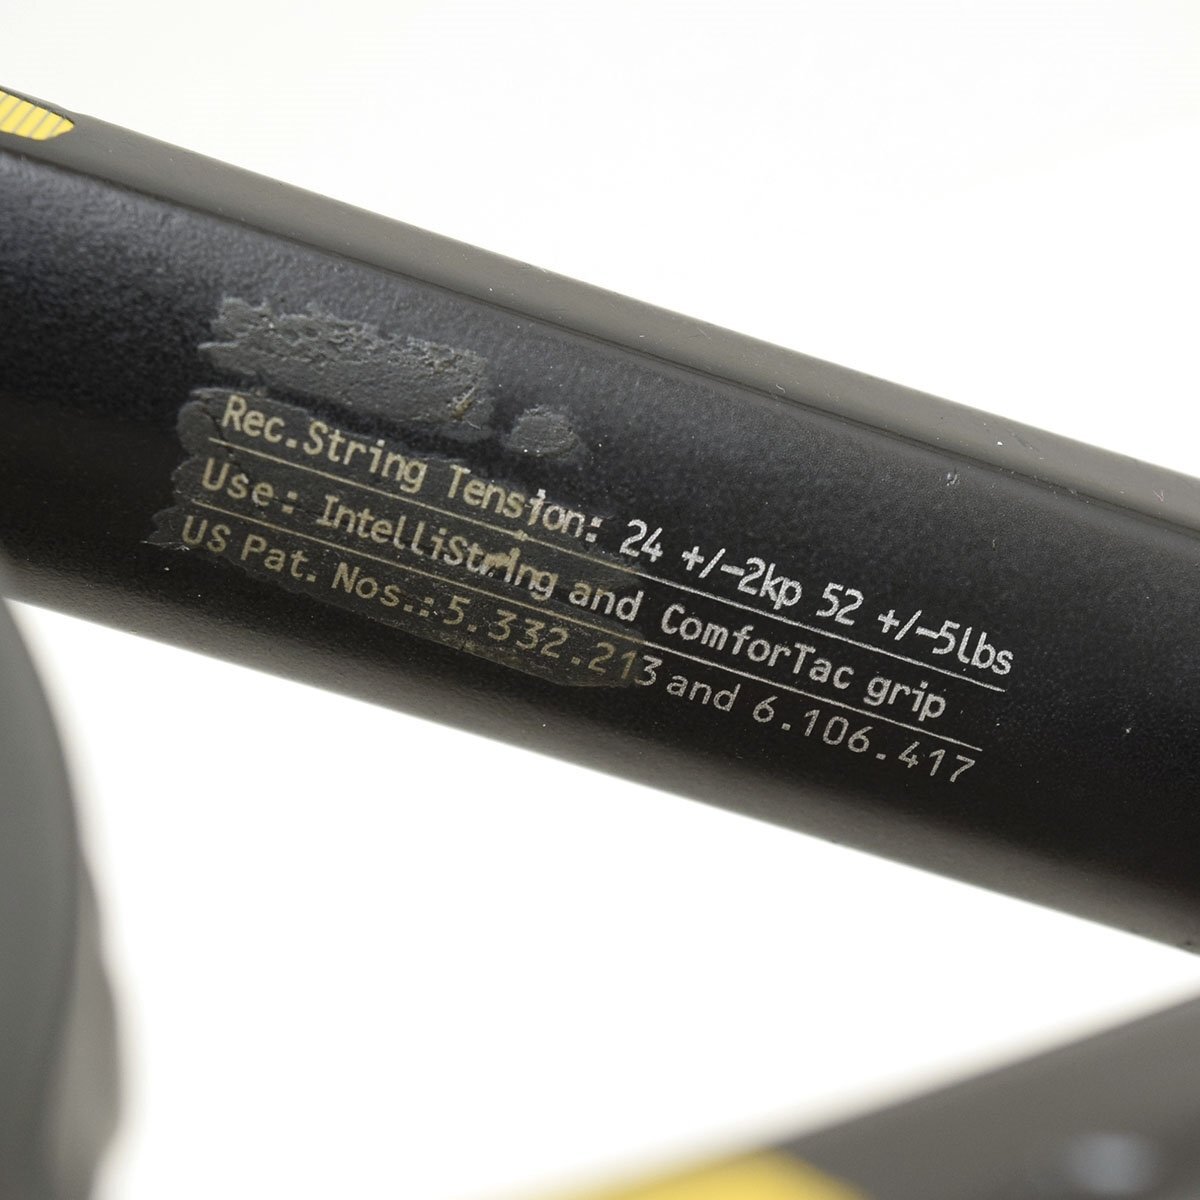 Rec. String Tension: 24 +/-2kp 52 +/-5lbs
Use: IntelliString and ComforTac grip
US Pat. Nos.: 5.332.213 and 6.106.417